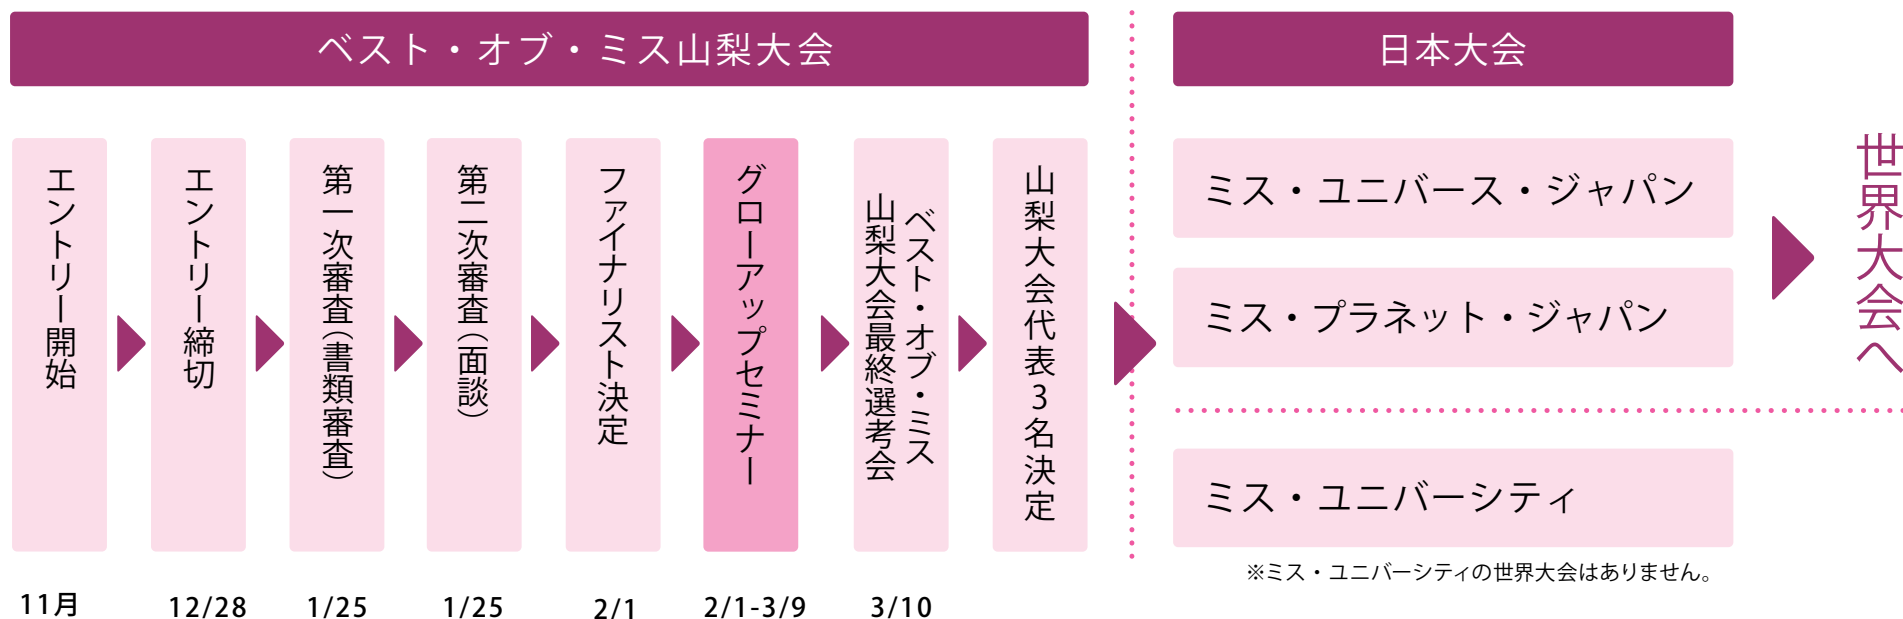 ベスト・オブ・ミス山梨大会
日本大会
エントリー開始
エントリー締切
第一次審査（書類審査）
第二次審査（面談）
ファイナリスト決定
グローアップセミナー
ベスト・オブ・ミス
山梨大会最終選考会
山梨大会代表3名決定
11月
12/28
1/25
1/25
2/1
2/1-3/9
3/10
ミス・ユニバース・ジャパン
ミス・プラネット・ジャパン
世界大会へ
ミス・ユニバーシティ
※ミス・ユニバーシティの世界大会はありません。